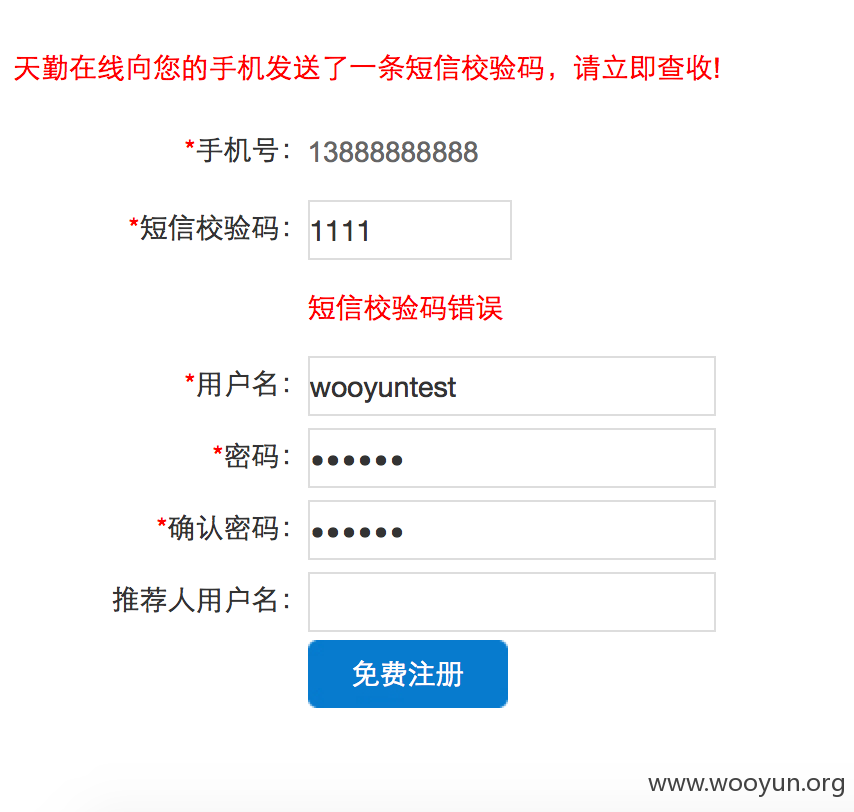 天勤在线向您的手机发送了一条短信校验码，请立即查收!
*手机号：13888888888
*短信校验码：1111
短信校验码错误
*用户名：wooyuntest
*密码：••••••
*确认密码：••••••
推荐人用户名：
免费注册
www.wooyun.org